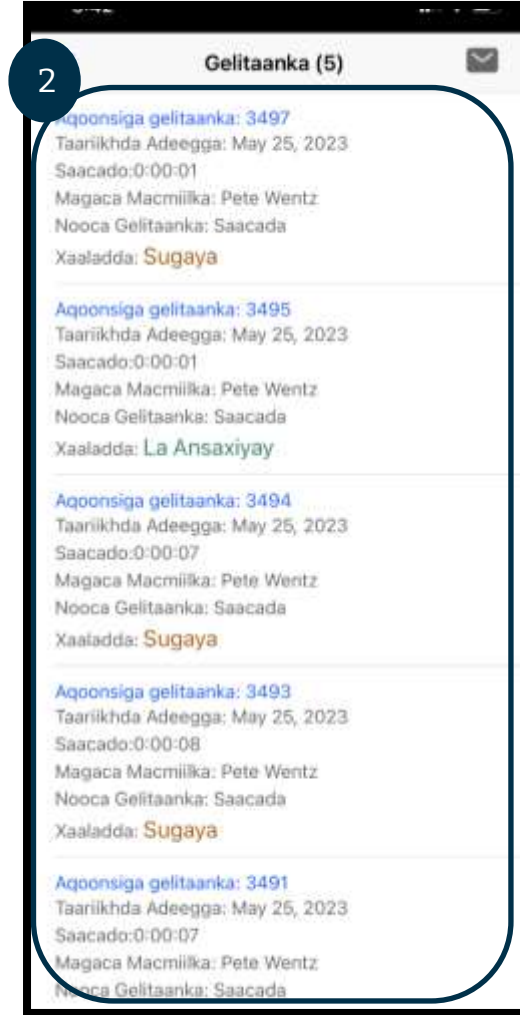 Gelitaanka (5)
2
Aqoonsiga gelitaanka: 3497
Taariikhda Adeegga: May 25, 2023
Saacado:0:00:01
Magaca Macmiilka: Pete Wentz
Nooca Gelitaanka: Saacada
Xaaladda: Sugaya
Aqoonsiga gelitaanka: 3495
Taariikhda Adeegga: May 25, 2023
Saacado:0:00:01
Magaca Macmiilka: Pete Wentz
Nooca Gelitaanka: Saacada
Xaaladda: La Ansaxiyay
Aqoonsiga gelitaanka: 3494
Taariikhda Adeegga: May 25, 2023
Saacado:0:00:07
Magaca Macmiilka: Pete Wentz
Nooca Gelitaanka: Saacada
Xaaladda: Sugaya
Aqoonsiga gelitaanka: 3493
Taariikhda Adeegga: May 25, 2023
Saacado:0:00:08
Magaca Macmiilka: Pete Wentz
Nooca Gelitaanka: Saacada
Xaaladda: Sugaya
Aqoonsiga gelitaanka: 3491
Taariikhda Adeegga: May 25, 2023
Saacado:0:00:07
Magaca Macmiilka: Pete Wentz
Nooca Gelitaanka: Saacada